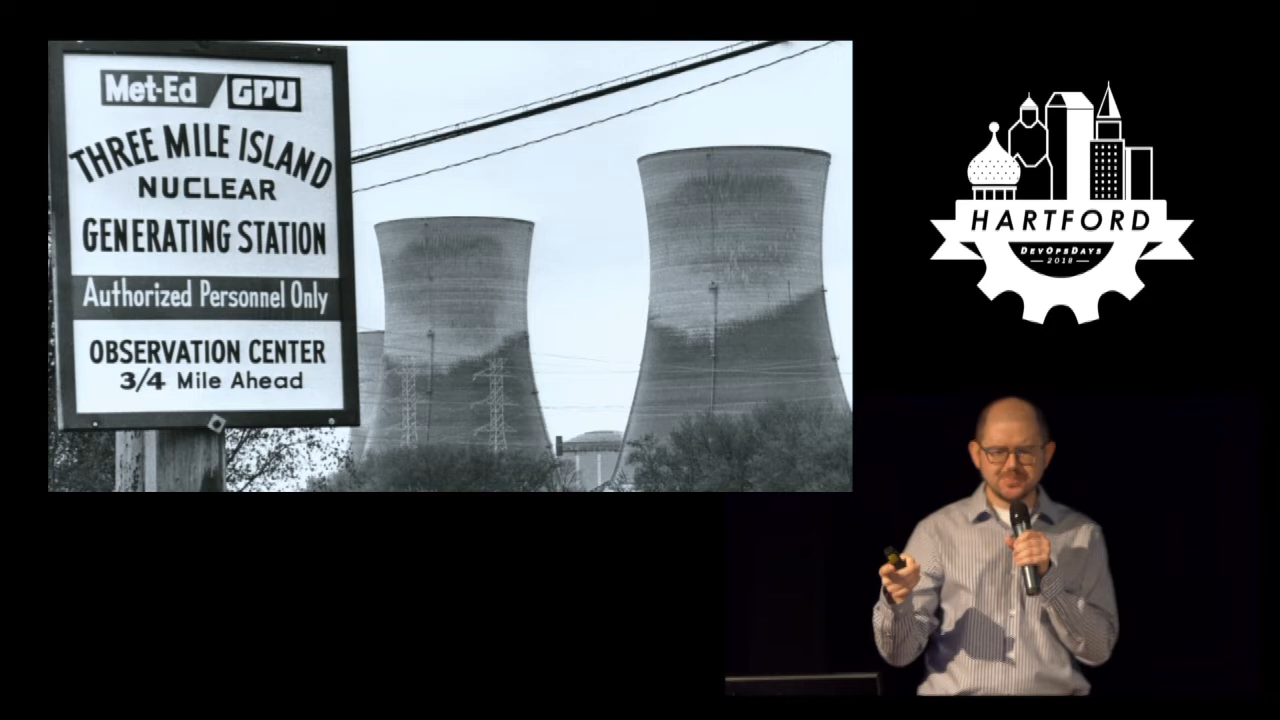 Met-Ed GPU
THREE MILE ISLAND
NUCLEAR
GENERATING STATION
Authorized Personnel Only
OBSERVATION CENTER
3/4 Mile Ahead
HARTFORD
DEVOPSDAYS
2018